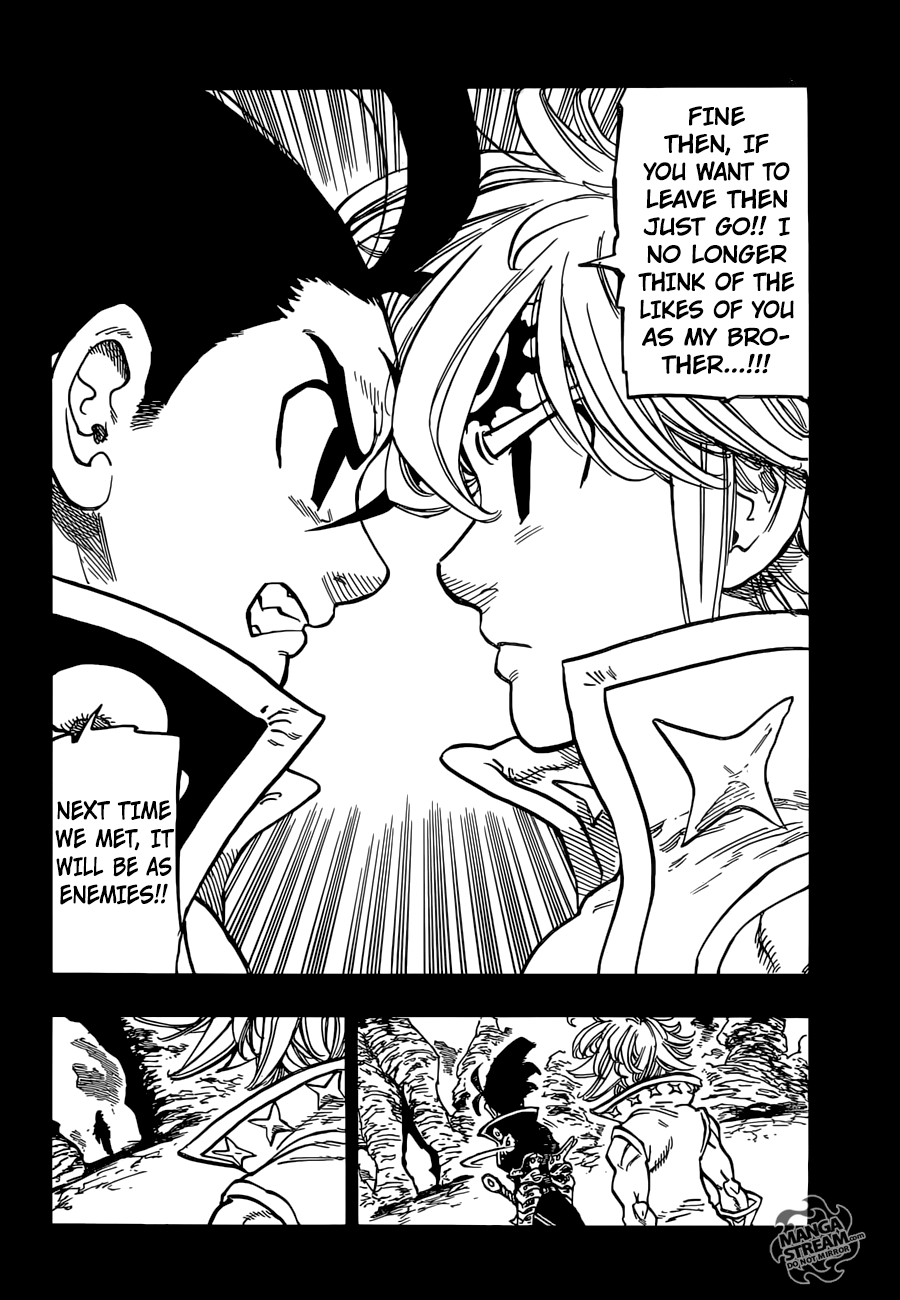 FINE
THEN, IF
YOU WANT TO
LEAVE THEN
JUST GO!! I
NO LONGER
THINK OF THE
LIKES OF YOU
AS MY BRO-
THER...!!!
NEXT TIME
WE MET, IT
WILL BE AS
ENEMIES!!
MANGA
STREAM.com
DO NOT MIRROR